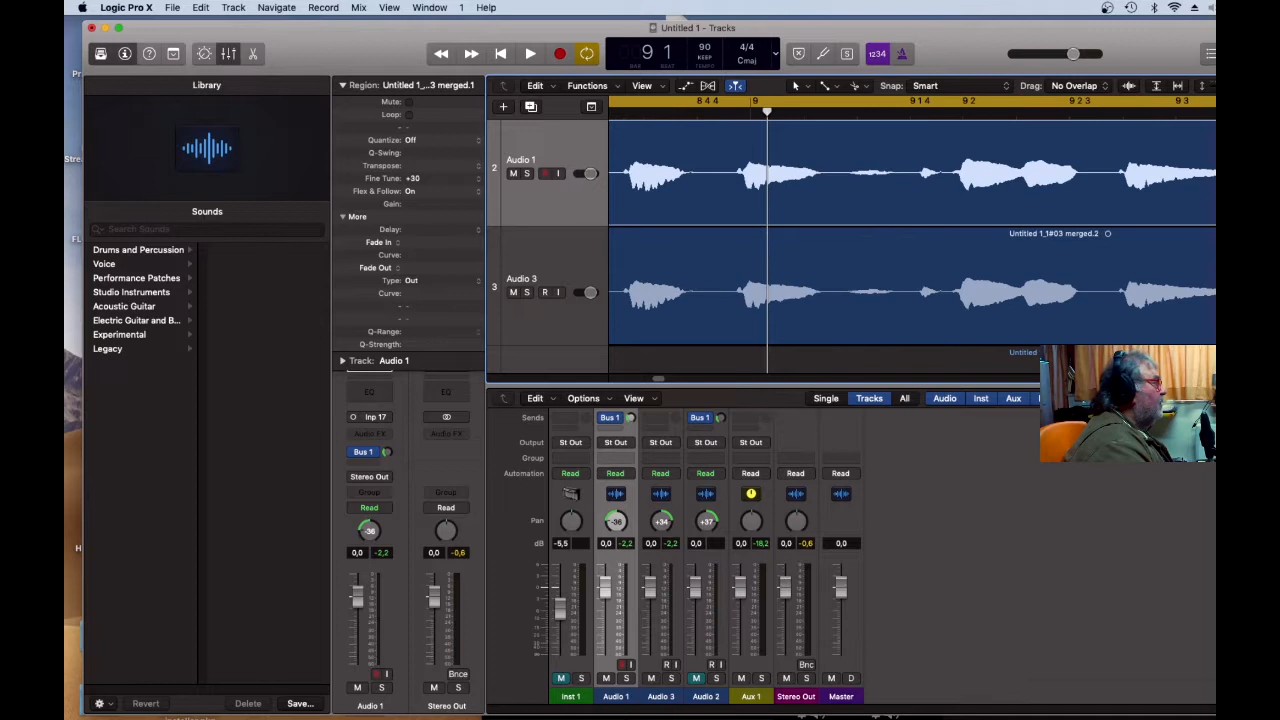 Logic Pro X File Edit Track Navigate Record Mix View Window 1 Help
Untitled 1 - Tracks
9 1
BAR BEAT
90
KEEP
TEMPO
4/4
Cmaj
1234
Library
Sounds
Search Sounds
Drums and Percussion
Voice
Performance Patches
Studio Instruments
Acoustic Guitar
Electric Guitar and B...
Experimental
Legacy
Revert Delete Save...
Region: Untitled 1_...3 merged.1
Mute:
Loop:
Quantize: Off
Q-Swing:
Transpose:
Fine Tune: +30
Flex & Follow: On
Gain:
More
Delay:
Fade In
Curve:
Fade Out
Type: Out
Curve:
Q-Range:
Q-Strength:
Track: Audio 1
EQ EQ
Inp 17
Audio FX Audio FX
Bus 1
Stereo Out
Group Group
Read Read
-36
0,0 -2,2 0,0 -0,6
I Bnce
M S M S
Audio 1 Stereo Out
Edit Functions View Snap: Smart Drag: No Overlap
8 4 4 9 9 1 4 9 2 9 2 3 9 3
2 Audio 1
M S R I
Untitled 1_1#03 merged.2
3 Audio 3
M S R I
Untitled
Edit Options View Single Tracks All Audio Inst Aux
Sends Bus 1 Bus 1
Output St Out St Out St Out St Out St Out
Group
Automation Read Read Read Read Read Read Read
Pan -36 +34 +37
dB -5,5 0,0 -2,2 0,0 -2,2 0,0 0,0 -18,2 0,0 -0,6 0,0
R I R I R I Bnc
M S M S M S M S M S M S M D
Inst 1 Audio 1 Audio 3 Audio 2 Aux 1 Stereo Out Master